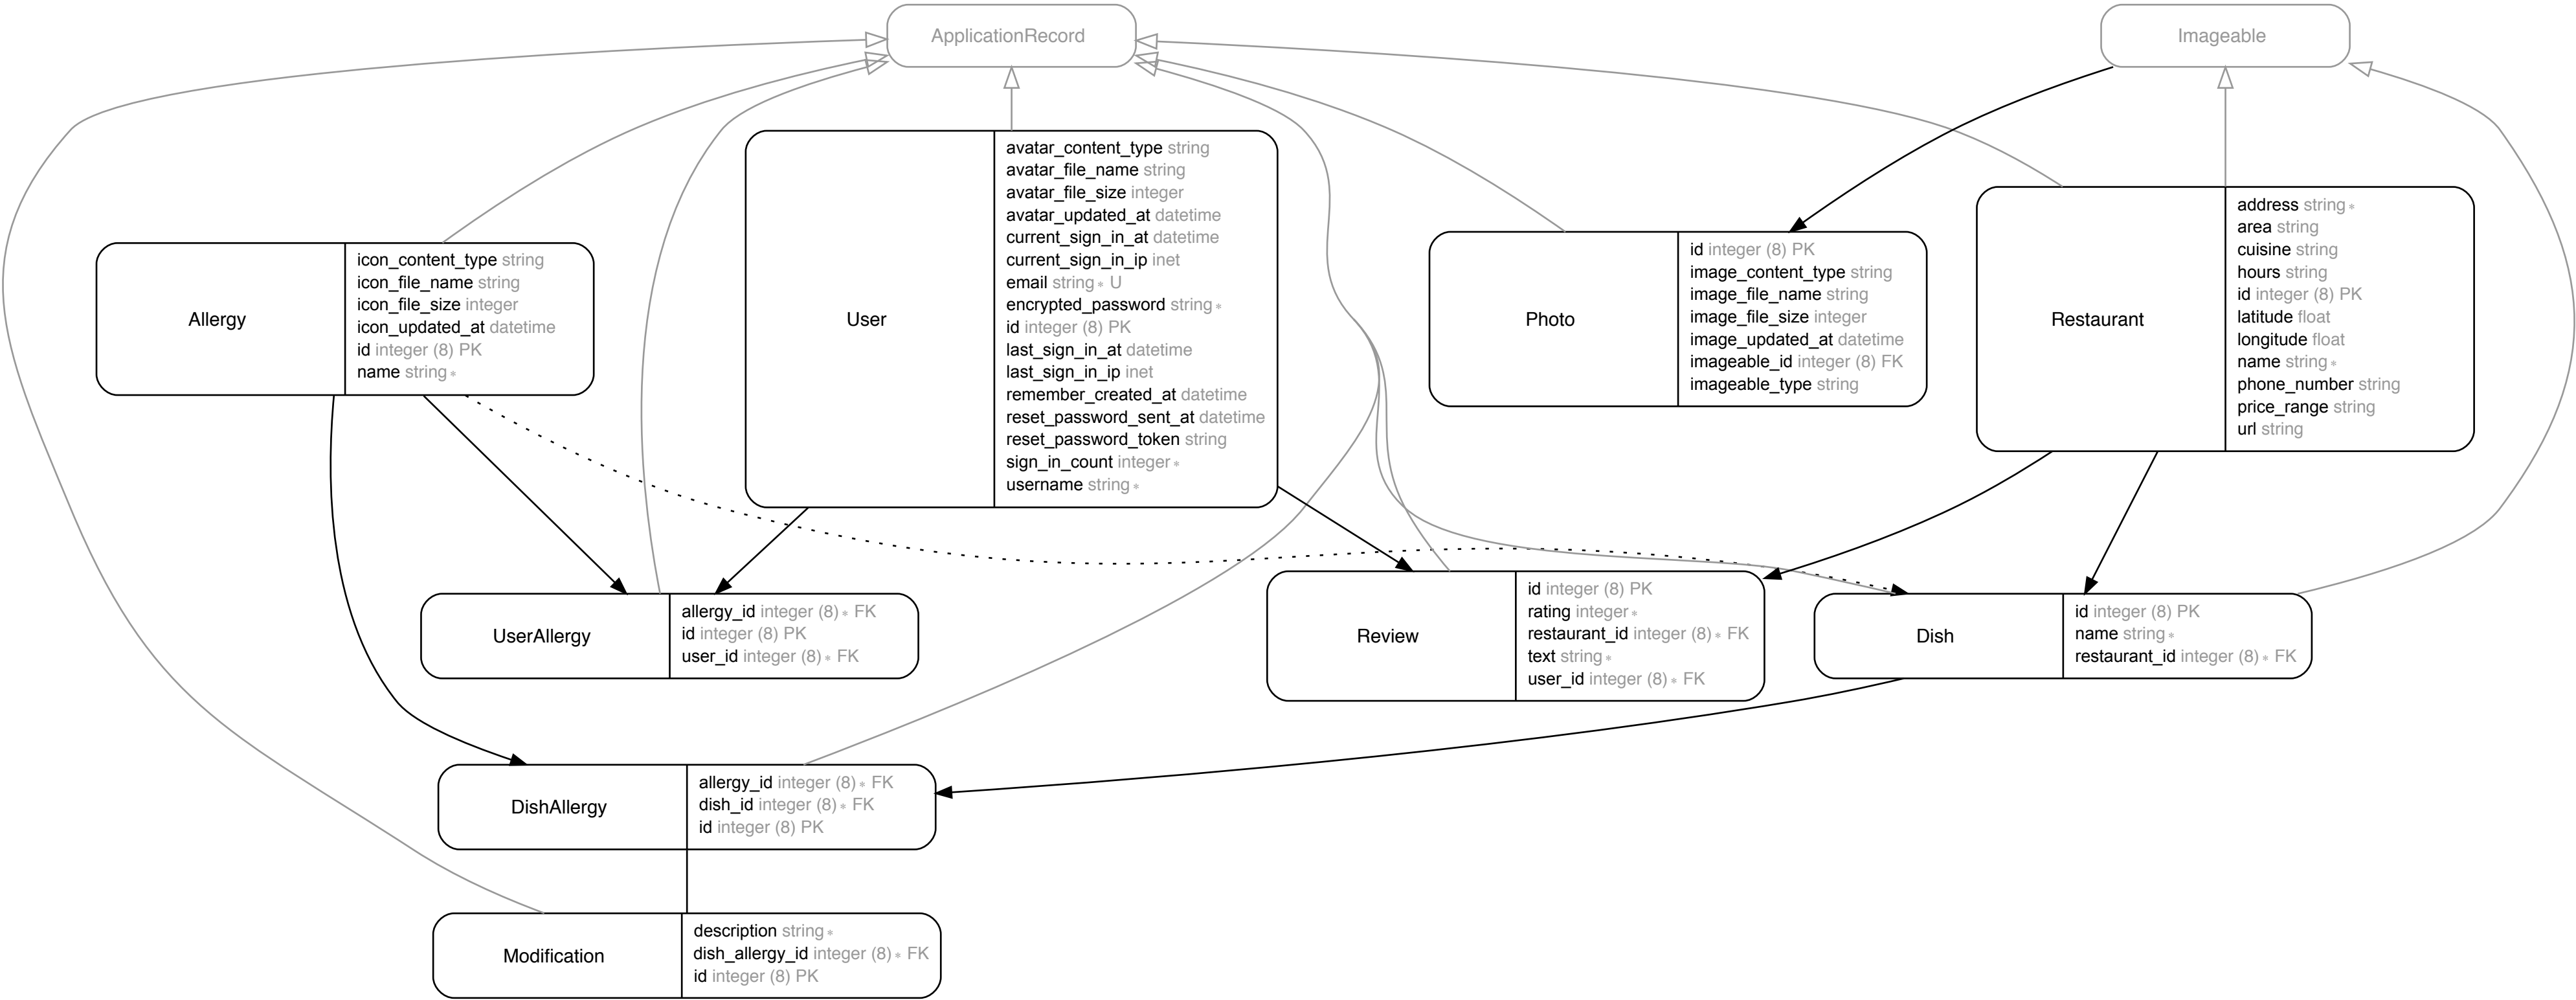 ApplicationRecord
Imageable
User
avatar_content_type string
avatar_file_name string
avatar_file_size integer
avatar_updated_at datetime
current_sign_in_at datetime
current_sign_in_ip inet
email string∗ U
encrypted_password string∗
id integer (8) PK
last_sign_in_at datetime
last_sign_in_ip inet
remember_created_at datetime
reset_password_sent_at datetime
reset_password_token string
sign_in_count integer∗
username string∗
Allergy
icon_content_type string
icon_file_name string
icon_file_size integer
icon_updated_at datetime
id integer (8) PK
name string∗
Photo
id integer (8) PK
image_content_type string
image_file_name string
image_file_size integer
image_updated_at datetime
imageable_id integer (8) FK
imageable_type string
Restaurant
address string∗
area string
cuisine string
hours string
id integer (8) PK
latitude float
longitude float
name string∗
phone_number string
price_range string
url string
UserAllergy
allergy_id integer (8)∗ FK
id integer (8) PK
user_id integer (8)∗ FK
Review
id integer (8) PK
rating integer∗
restaurant_id integer (8)∗ FK
text string∗
user_id integer (8)∗ FK
Dish
id integer (8) PK
name string∗
restaurant_id integer (8)∗ FK
DishAllergy
allergy_id integer (8)∗ FK
dish_id integer (8)∗ FK
id integer (8) PK
Modification
description string∗
dish_allergy_id integer (8)∗ FK
id integer (8) PK